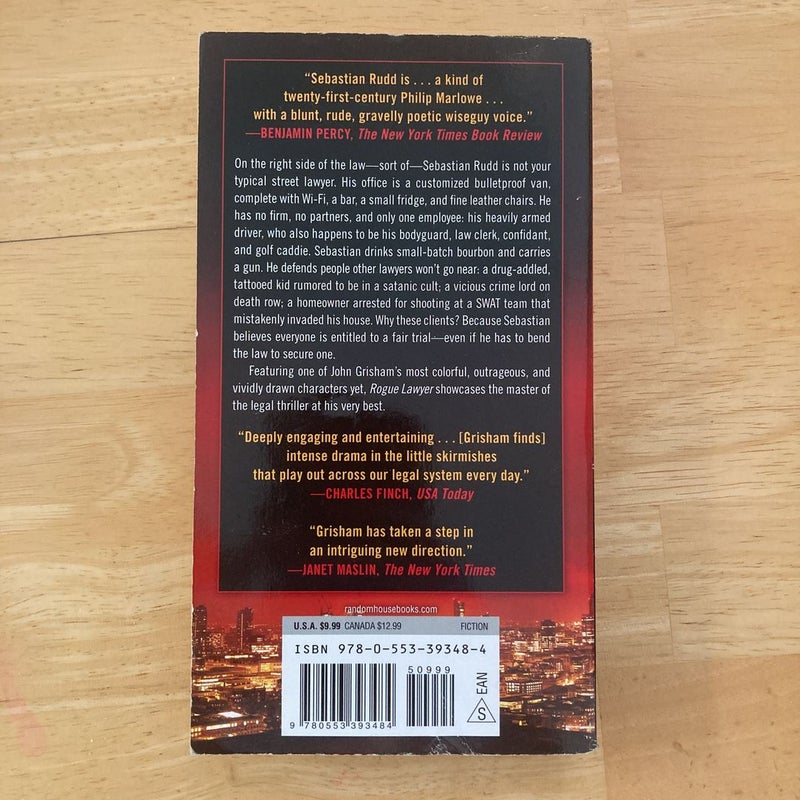 “Sebastian Rudd is . . . a kind of
twenty-first-century Philip Marlowe . . .
with a blunt, rude, gravelly poetic wiseguy voice.”
—BENJAMIN PERCY, The New York Times Book Review
On the right side of the law—sort of—Sebastian Rudd is not your
typical street lawyer. His office is a customized bulletproof van,
complete with Wi-Fi, a bar, a small fridge, and fine leather chairs. He
has no firm, no partners, and only one employee: his heavily armed
driver, who also happens to be his bodyguard, law clerk, confidant,
and golf caddie. Sebastian drinks small-batch bourbon and carries
a gun. He defends people other lawyers won’t go near: a drug-addled,
tattooed kid rumored to be in a satanic cult; a vicious crime lord on
death row; a homeowner arrested for shooting at a SWAT team that
mistakenly invaded his house. Why these clients? Because Sebastian
believes everyone is entitled to a fair trial—even if he has to bend
the law to secure one.
Featuring one of John Grisham’s most colorful, outrageous, and
vividly drawn characters yet, Rogue Lawyer showcases the master of
the legal thriller at his very best.
“Deeply engaging and entertaining . . . [Grisham finds]
intense drama in the little skirmishes
that play out across our legal system every day.”
—CHARLES FINCH, USA Today
“Grisham has taken a step in
an intriguing new direction.”
—JANET MASLIN, The New York Times
randomhousebooks.com
U.S.A. $9.99 CANADA $12.99 FICTION
ISBN 978-0-553-39348-4
50999
9 780553 393484
EAN
S